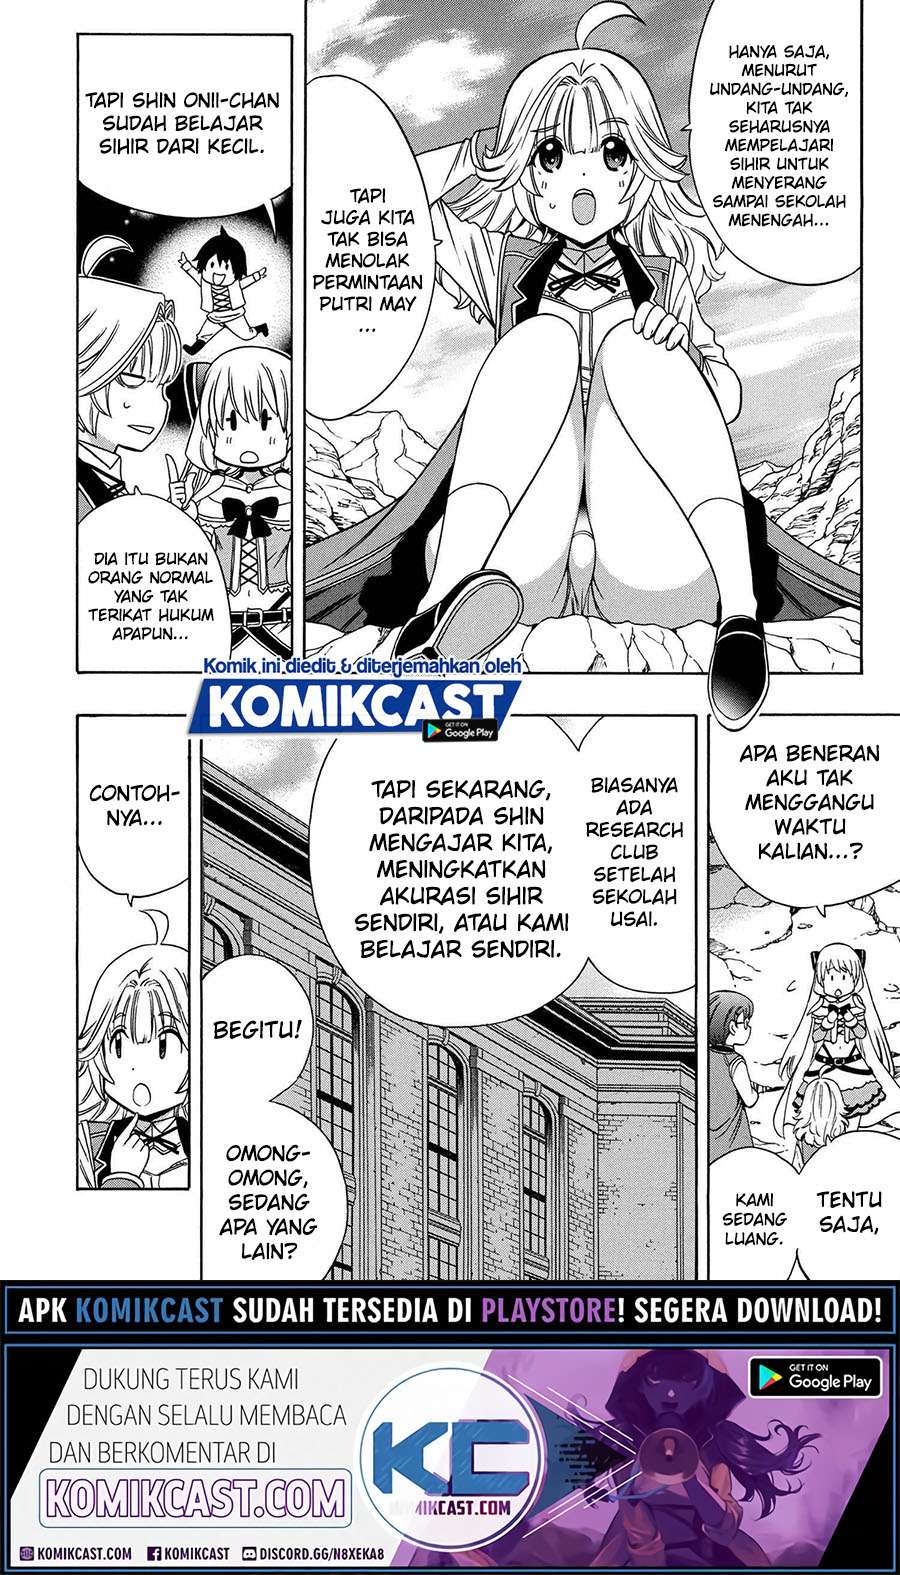 HANYA SAJA,
MENURUT
UNDANG-UNDANG,
KITA TAK
SEHARUSNYA
MEMPELAJARI
SIHIR UNTUK
MENYERANG
SAMPAI SEKOLAH
MENENGAH...
TAPI
JUGA KITA
TAK BISA
MENOLAK
PERMINTAAN
PUTRI MAY
...
TAPI SHIN ONII-CHAN
SUDAH BELAJAR
SIHIR DARI KECIL.
DIA ITU BUKAN
ORANG NORMAL
YANG TAK
TERIKAT HUKUM
APAPUN...
Komik ini diedit & diterjemahkan oleh
KOMIKCAST
GET IT ON
Google Play
APA BENERAN
AKU TAK
MENGGANGU
WAKTU
KALIAN...?
TENTU
SAJA,
KAMI
SEDANG
LUANG.
BIASANYA
ADA
RESEARCH
CLUB
SETELAH
SEKOLAH
USAI.
TAPI SEKARANG,
DARIPADA SHIN
MENGAJAR KITA,
MENINGKATKAN
AKURASI SIHIR
SENDIRI, ATAU KAMI
BELAJAR SENDIRI.
BEGITU!
OMONG-
OMONG,
SEDANG
APA YANG
LAIN?
CONTOH-
NYA...
APK KOMIKCAST SUDAH TERSEDIA DI PLAYSTORE! SEGERA DOWNLOAD!
DUKUNG TERUS KAMI
DENGAN SELALU MEMBACA
DAN BERKOMENTAR DI
KOMIKCAST.COM
KOMIKCAST.COM
KOMIKCAST
DISCORD.GG/N8XEKA8
KC
GET IT ON
Google Play